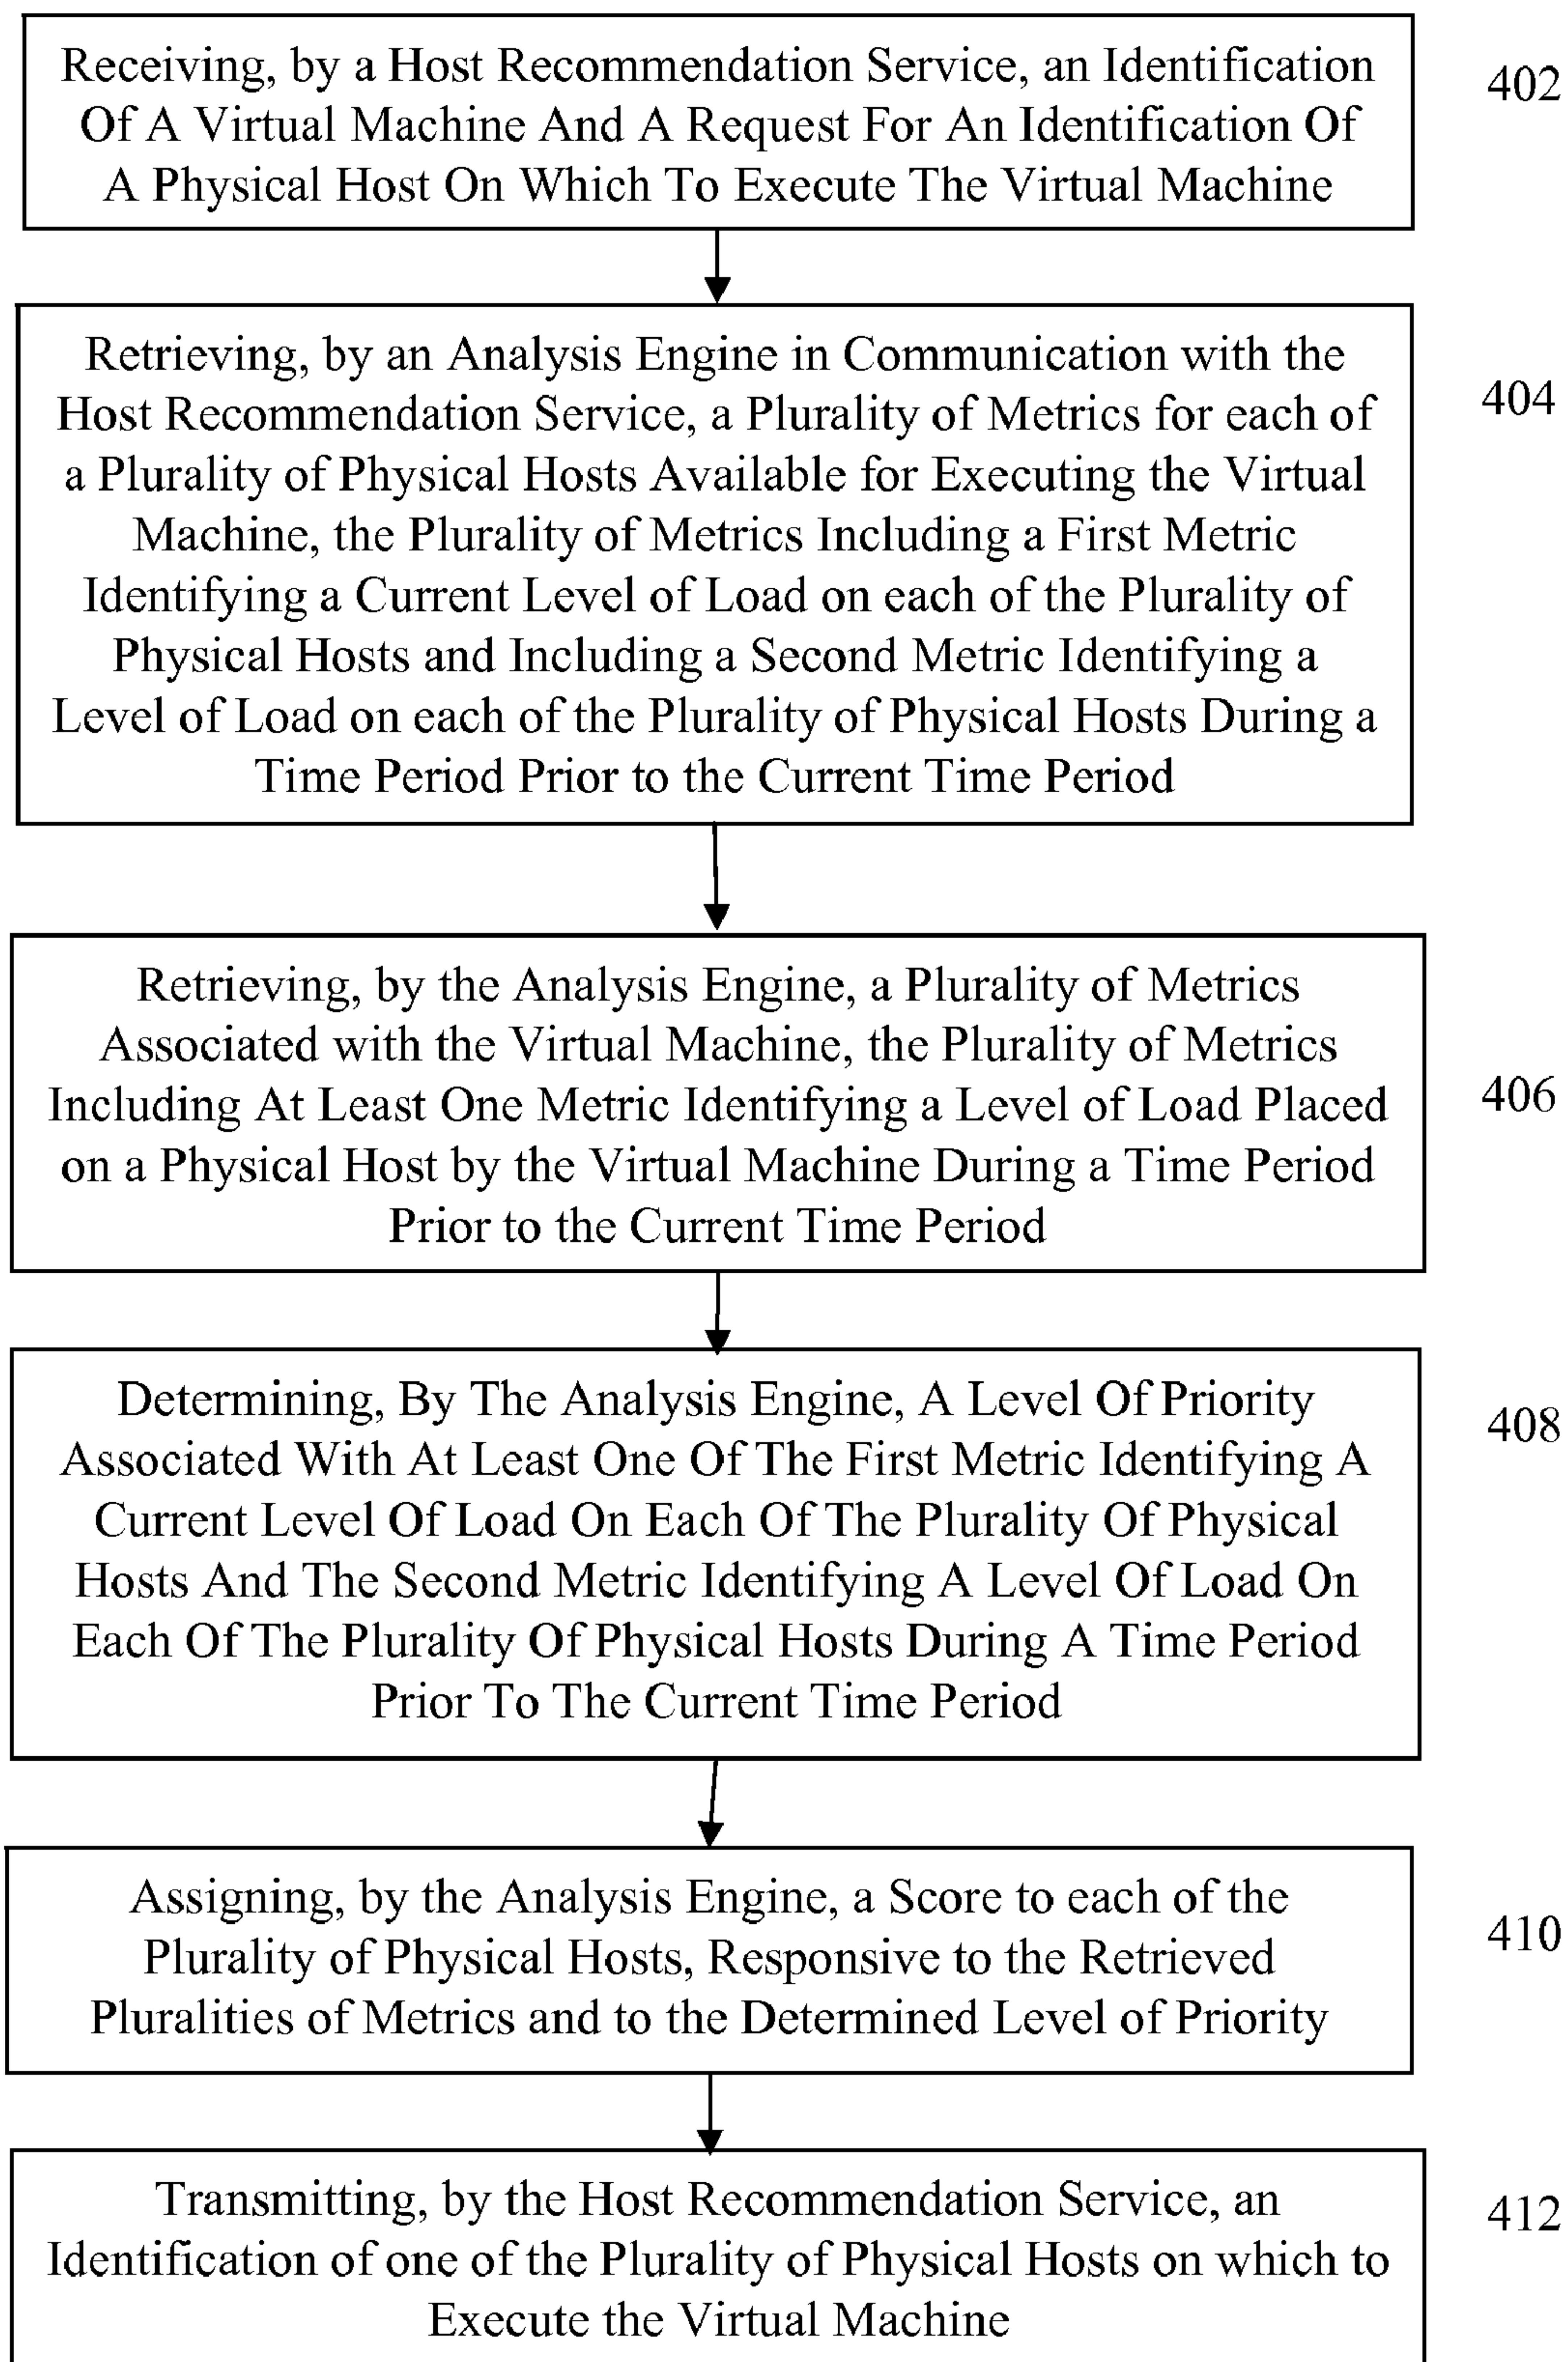 Receiving, by a Host Recommendation Service, an Identification
Of A Virtual Machine And A Request For An Identification Of
A Physical Host On Which To Execute The Virtual Machine
402
Retrieving, by an Analysis Engine in Communication with the
Host Recommendation Service, a Plurality of Metrics for each of
a Plurality of Physical Hosts Available for Executing the Virtual
Machine, the Plurality of Metrics Including a First Metric
Identifying a Current Level of Load on each of the Plurality of
Physical Hosts and Including a Second Metric Identifying a
Level of Load on each of the Plurality of Physical Hosts During a
Time Period Prior to the Current Time Period
404
Retrieving, by the Analysis Engine, a Plurality of Metrics
Associated with the Virtual Machine, the Plurality of Metrics
Including At Least One Metric Identifying a Level of Load Placed
on a Physical Host by the Virtual Machine During a Time Period
Prior to the Current Time Period
406
Determining, By The Analysis Engine, A Level Of Priority
Associated With At Least One Of The First Metric Identifying A
Current Level Of Load On Each Of The Plurality Of Physical
Hosts And The Second Metric Identifying A Level Of Load On
Each Of The Plurality Of Physical Hosts During A Time Period
Prior To The Current Time Period
408
Assigning, by the Analysis Engine, a Score to each of the
Plurality of Physical Hosts, Responsive to the Retrieved
Pluralities of Metrics and to the Determined Level of Priority
410
Transmitting, by the Host Recommendation Service, an
Identification of one of the Plurality of Physical Hosts on which to
Execute the Virtual Machine
412